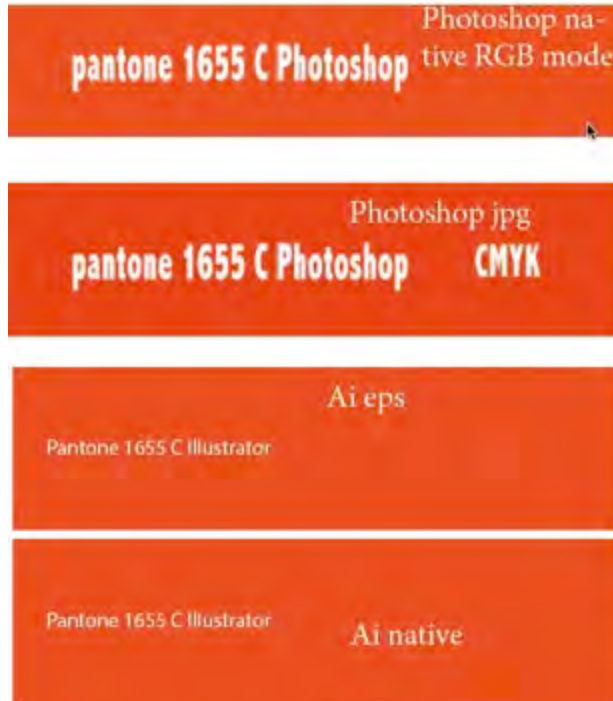 Photoshop na-
tive RGB mode
pantone 1655 C Photoshop
Photoshop jpg
pantone 1655 C Photoshop CMYK
Ai eps
Pantone 1655 C Illustrator
Pantone 1655 C Illustrator
Ai native